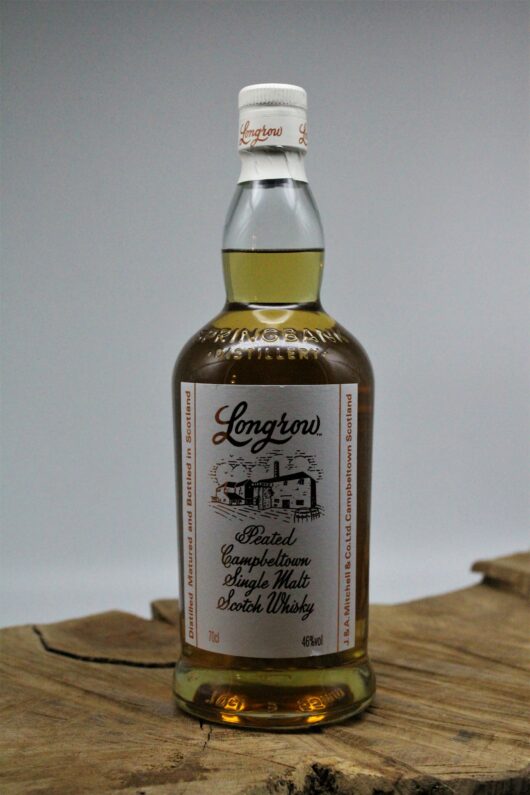 Longrow
SPRINGBANK
DISTILLERY
Longrow
Peated
Campbeltown
Single Malt
Scotch Whisky
70cl
46%vol
Distilled Matured and Bottled in Scotland
J.&A.Mitchell & Co.Ltd. Campbeltown Scotland